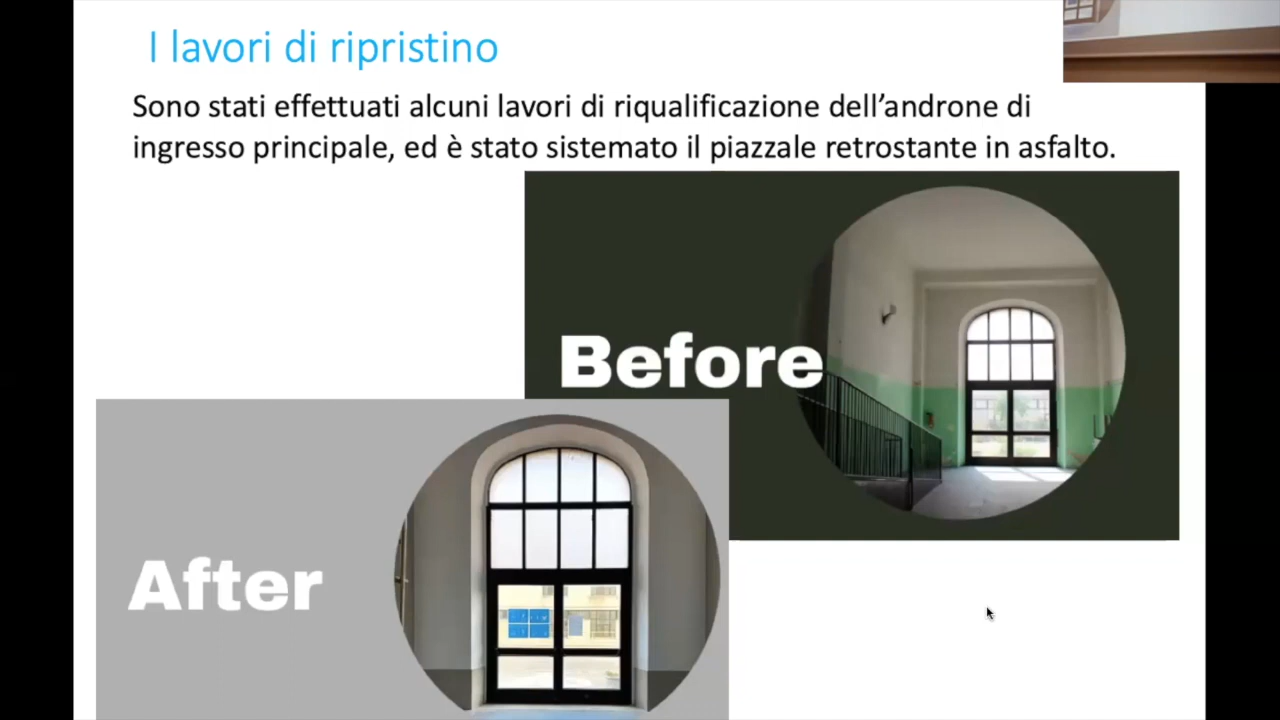 I lavori di ripristino
Sono stati effettuati alcuni lavori di riqualificazione dell’androne di
ingresso principale, ed è stato sistemato il piazzale retrostante in asfalto.
Before
After